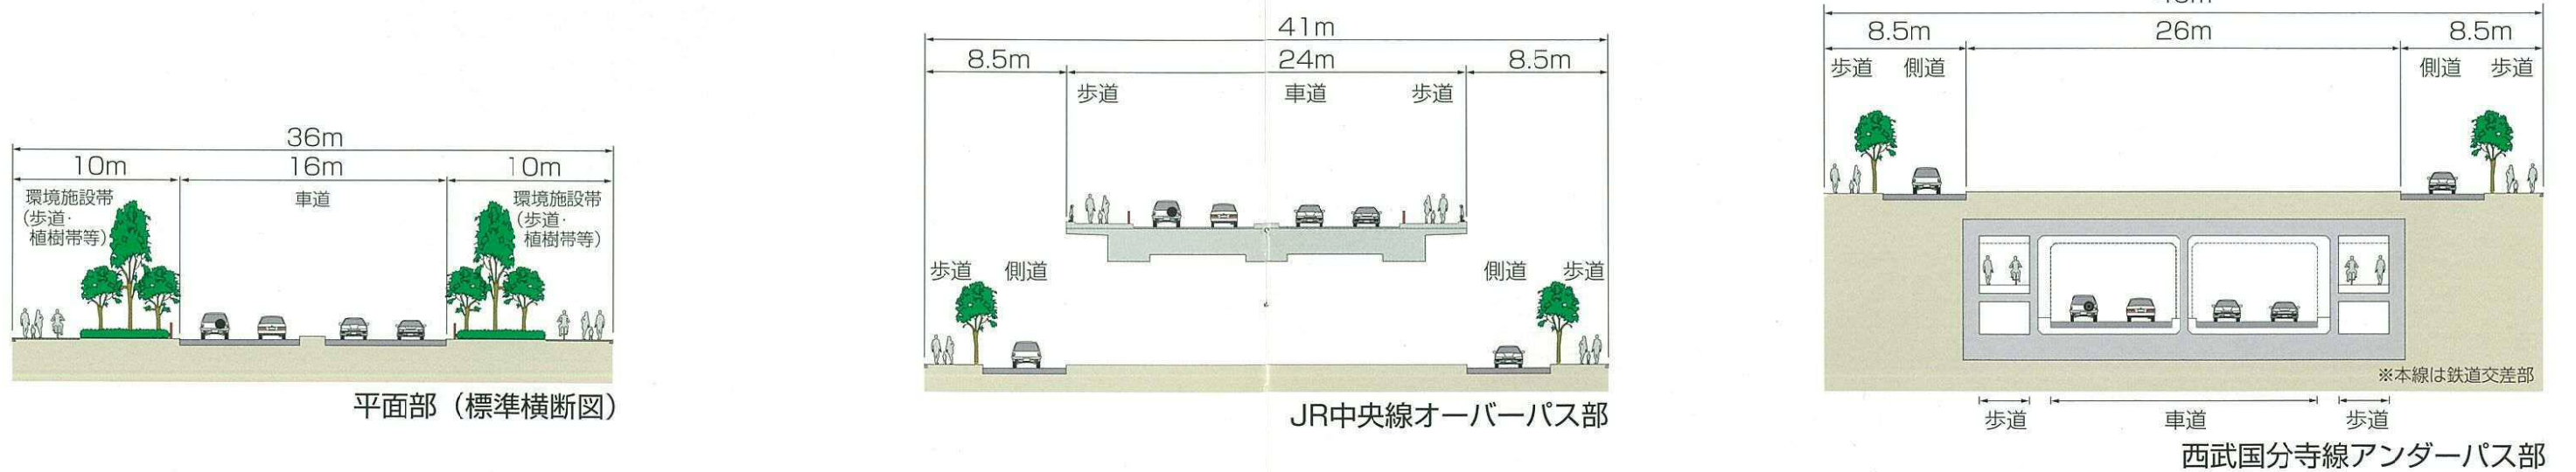 36m
10m 16m 10m
環境施設帯 車道 環境施設帯
(歩道・ (歩道・
植樹帯等) 植樹帯等)
平面部（標準横断図）
41m
8.5m 24m 8.5m
歩道 車道 歩道
歩道 側道 側道 歩道
JR中央線オーバーパス部
8.5m 26m 8.5m
歩道 側道 側道 歩道
※本線は鉄道交差部
歩道 車道 歩道
西武国分寺線アンダーパス部